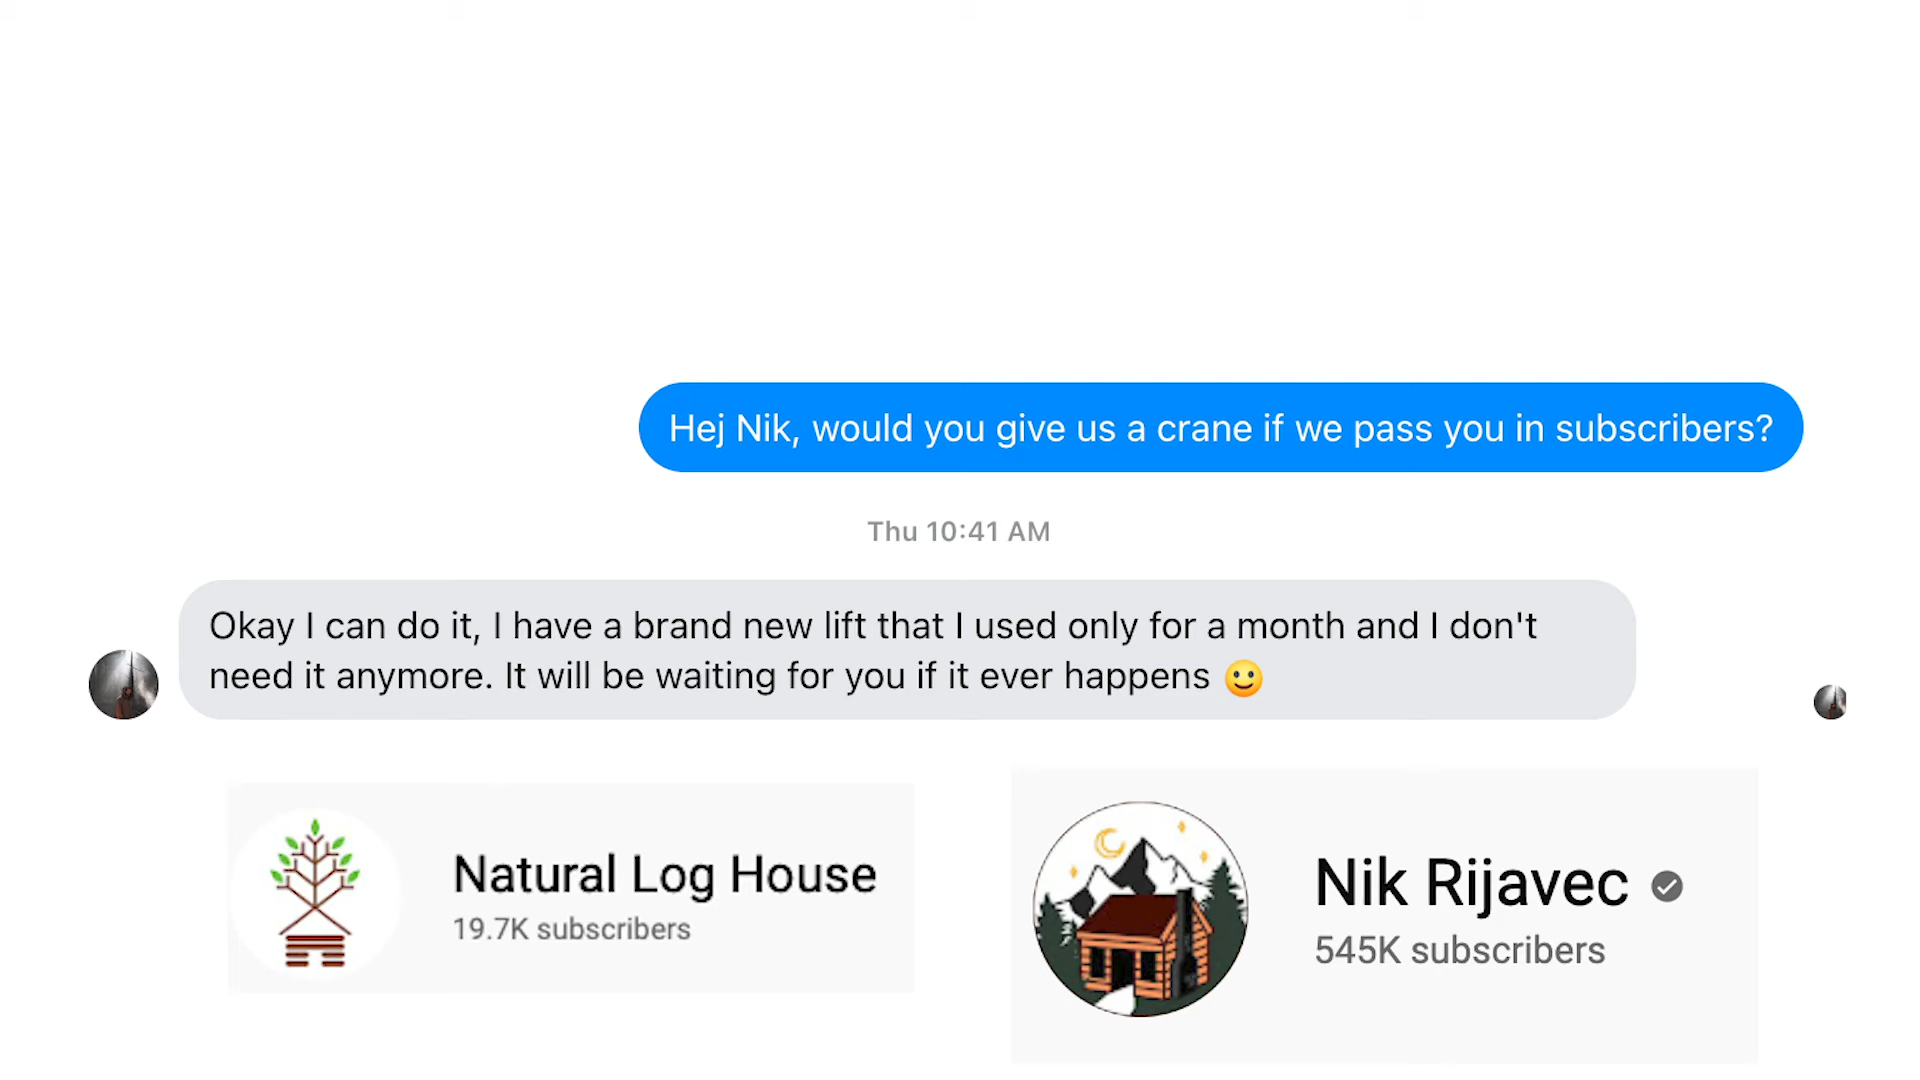 Hej Nik, would you give us a crane if we pass you in subscribers?
Thu 10:41 AM
Okay I can do it, I have a brand new lift that I used only for a month and I don't
need it anymore. It will be waiting for you if it ever happens 🙂
Natural Log House
19.7K subscribers
Nik Rijavec
545K subscribers